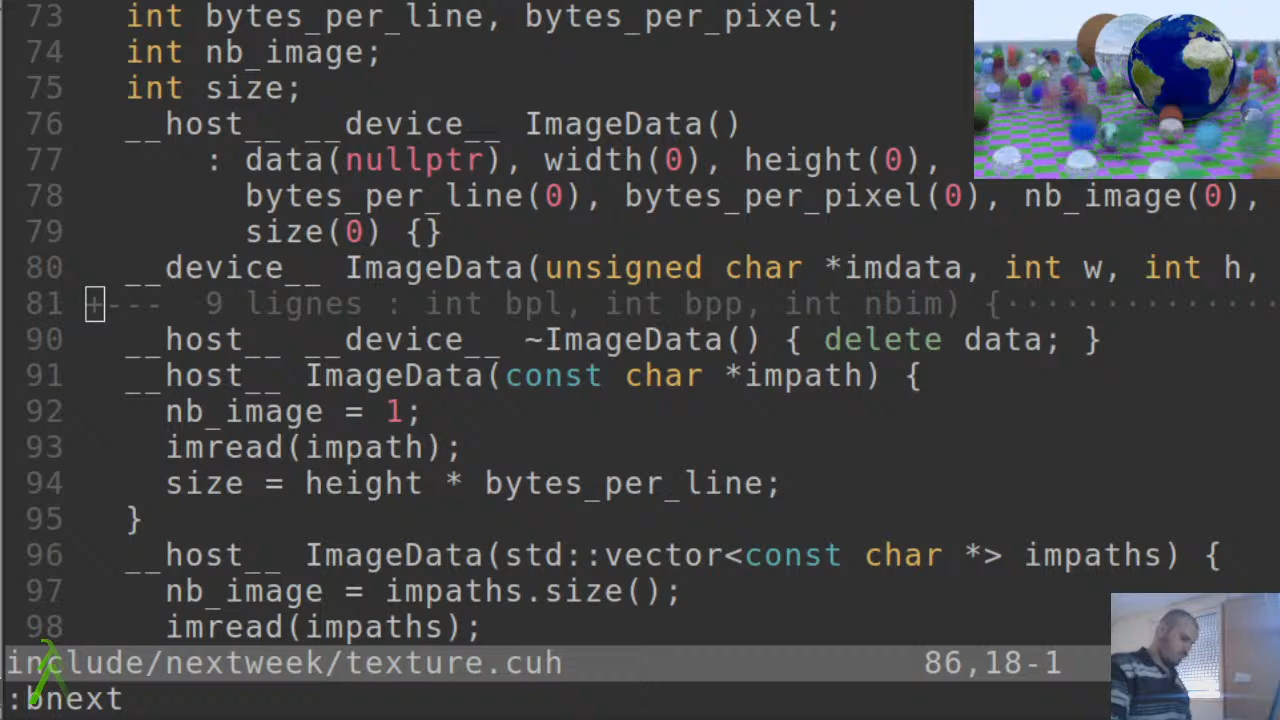 73 int bytes_per_line, bytes_per_pixel;
74 int nb_image;
75 int size;
76 __host__ __device__ ImageData()
77 : data(nullptr), width(0), height(0),
78 bytes_per_line(0), bytes_per_pixel(0), nb_image(0),
79 size(0) {}
80 __device__ ImageData(unsigned char *imdata, int w, int h,
81 +--- 9 lignes : int bpl, int bpp, int nbim) {··············
90 __host__ __device__ ~ImageData() { delete data; }
91 __host__ ImageData(const char *impath) {
92 nb_image = 1;
93 imread(impath);
94 size = height * bytes_per_line;
95 }
96 __host__ ImageData(std::vector<const char *> impaths) {
97 nb_image = impaths.size();
98 imread(impaths);
include/nextweek/texture.cuh 86,18-1
:bnext